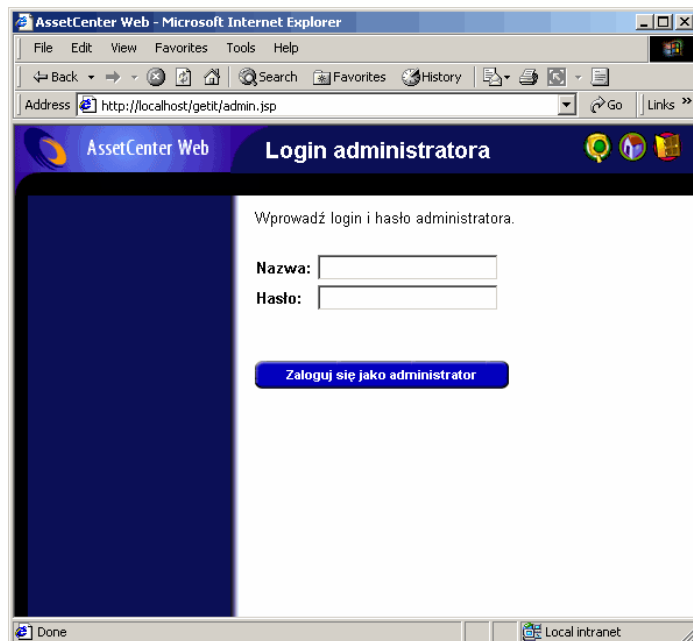 AssetCenter Web - Microsoft Internet Explorer
File Edit View Favorites Tools Help
Back Search Favorites History
Address http://localhost/getit/admin.jsp Go Links »
AssetCenter Web Login administratora
Wprowadź login i hasło administratora.
Nazwa:
Hasło:
Zaloguj się jako administrator
Done Local intranet